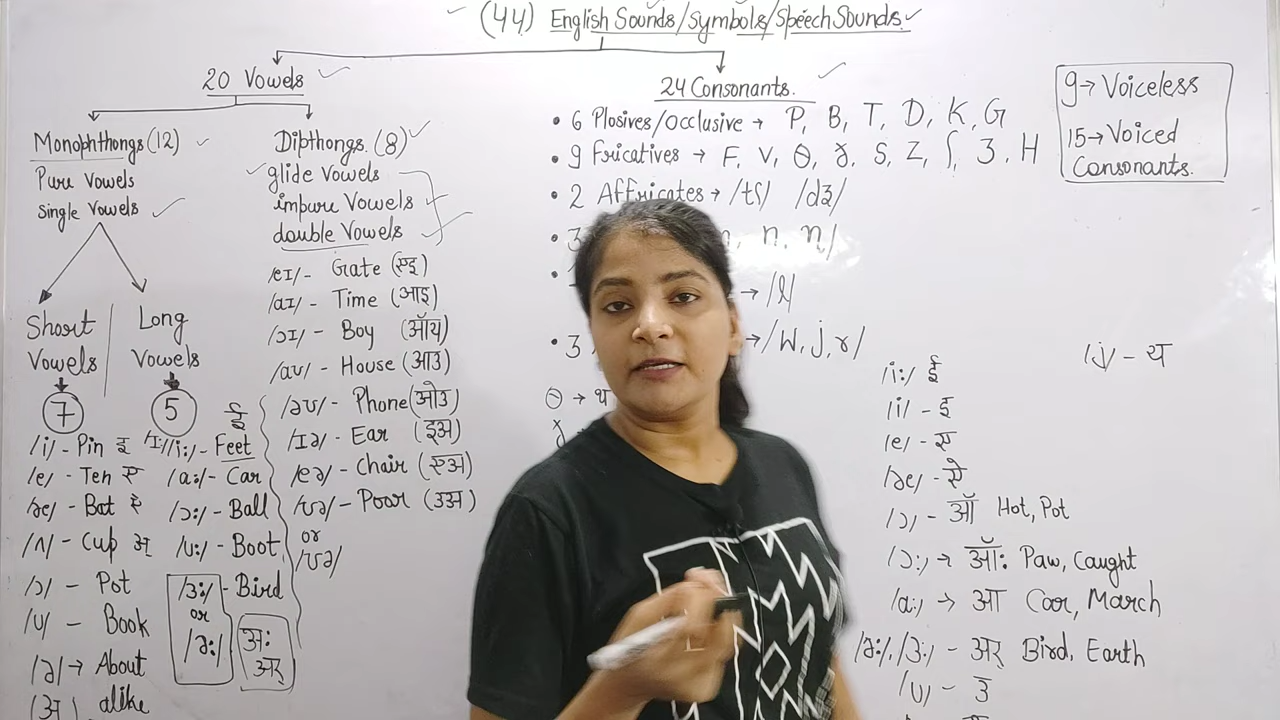 (44) English Sounds/Symbols/Speech Sounds.
20 Vowels
Monophthongs (12)
Pure Vowels
Single Vowels
Short Vowels
7
/i/- Pin इ
/e/- Ten ए
/æ/- Bat ऐ
/ʌ/- Cup अ
/ɔ/- Pot
/u/- Book
/ə/→ About
(अ) alike
Long Vowels
5
ई
/I:/ /i:/- Feet
/a:/- Car
/ɔ:/- Ball
/u:/- Boot
/ɜ:/- Bird
or
/ə:/
अः
अर्
Dipthongs (8)
glide Vowels
impure Vowels
double Vowels
/eɪ/- Gate (एइ)
/aɪ/- Time (आइ)
/ɔɪ/- Boy (ऑय)
/aʊ/- House (आउ)
/əʊ/- Phone (ओउ)
/ɪə/- Ear (इअ)
/eə/- Chair (एअ)
/ʊə/- Poor (उअ)
or
/ʊə/
24 Consonants.
• 6 Plosives/Occlusive → P, B, T, D, K, G
• 9 Fricatives → F, V, θ, ʒ, S, Z, ʃ, 3, H
• 2 Affricates → /tʃ/ /dʒ/
• 3 n, n/
→ /l/
• 3 → /W, j, r/
θ → थ
9→ Voiceless
15→ Voiced
Consonants.
/i:/ ई
/i/ - इ
/e/ - ए
/æ/ - ऐ
/ɔ/ - ऑ Hot, Pot
/ɔ:/ → ऑः Paw, Caught
/a:/ → आ Car, March
/ə:/, /ɜ:/ - अर् Bird, Earth
/u/ - उ
/j/ - य